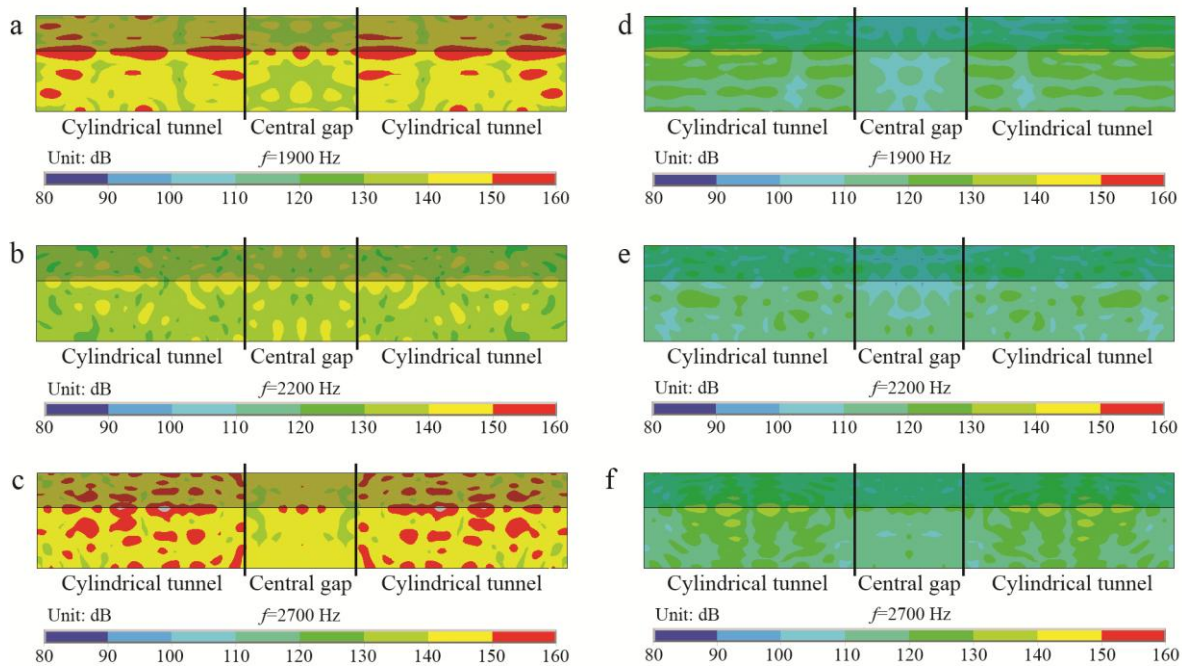 a
Cylindrical tunnel Central gap Cylindrical tunnel
Unit: dB f=1900 Hz
80 90 100 110 120 130 140 150 160
b
Cylindrical tunnel Central gap Cylindrical tunnel
Unit: dB f=2200 Hz
80 90 100 110 120 130 140 150 160
c
Cylindrical tunnel Central gap Cylindrical tunnel
Unit: dB f=2700 Hz
80 90 100 110 120 130 140 150 160
d
Cylindrical tunnel Central gap Cylindrical tunnel
Unit: dB f=1900 Hz
80 90 100 110 120 130 140 150 160
e
Cylindrical tunnel Central gap Cylindrical tunnel
Unit: dB f=2200 Hz
80 90 100 110 120 130 140 150 160
f
Cylindrical tunnel Central gap Cylindrical tunnel
Unit: dB f=2700 Hz
80 90 100 110 120 130 140 150 160